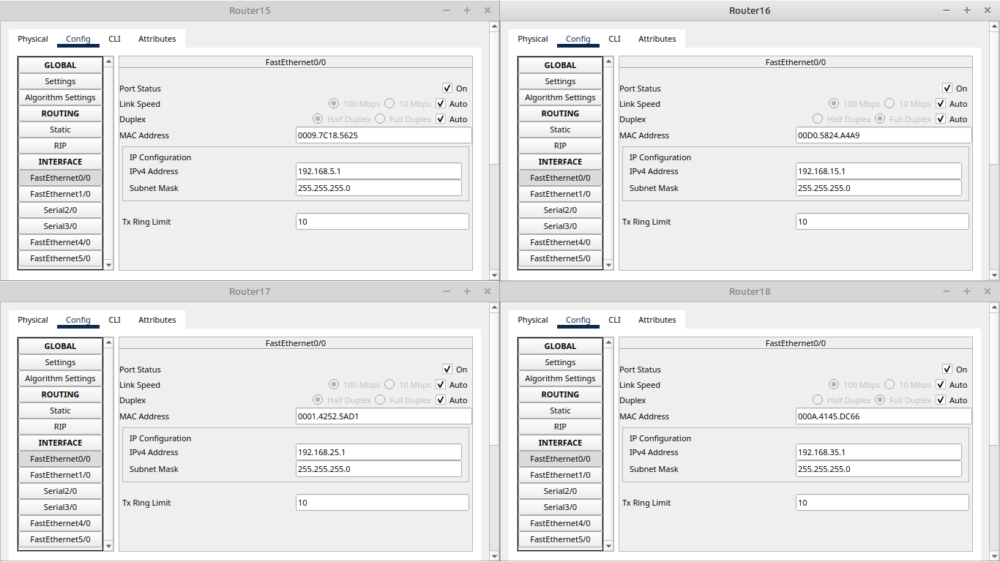 Router15
Physical Config CLI Attributes
GLOBAL
Settings
Algorithm Settings
ROUTING
Static
RIP
INTERFACE
FastEthernet0/0
FastEthernet1/0
Serial2/0
Serial3/0
FastEthernet4/0
FastEthernet5/0
FastEthernet0/0
Port Status On
Link Speed 100 Mbps 10 Mbps Auto
Duplex Half Duplex Full Duplex Auto
MAC Address 0009.7C18.5625
IP Configuration
IPv4 Address 192.168.5.1
Subnet Mask 255.255.255.0
Tx Ring Limit 10
Router16
Physical Config CLI Attributes
GLOBAL
Settings
Algorithm Settings
ROUTING
Static
RIP
INTERFACE
FastEthernet0/0
FastEthernet1/0
Serial2/0
Serial3/0
FastEthernet4/0
FastEthernet5/0
FastEthernet0/0
Port Status On
Link Speed 100 Mbps 10 Mbps Auto
Duplex Half Duplex Full Duplex Auto
MAC Address 00D0.5824.A4A9
IP Configuration
IPv4 Address 192.168.15.1
Subnet Mask 255.255.255.0
Tx Ring Limit 10
Router17
Physical Config CLI Attributes
GLOBAL
Settings
Algorithm Settings
ROUTING
Static
RIP
INTERFACE
FastEthernet0/0
FastEthernet1/0
Serial2/0
Serial3/0
FastEthernet4/0
FastEthernet5/0
FastEthernet0/0
Port Status On
Link Speed 100 Mbps 10 Mbps Auto
Duplex Half Duplex Full Duplex Auto
MAC Address 0001.4252.5AD1
IP Configuration
IPv4 Address 192.168.25.1
Subnet Mask 255.255.255.0
Tx Ring Limit 10
Router18
Physical Config CLI Attributes
GLOBAL
Settings
Algorithm Settings
ROUTING
Static
RIP
INTERFACE
FastEthernet0/0
FastEthernet1/0
Serial2/0
Serial3/0
FastEthernet4/0
FastEthernet5/0
FastEthernet0/0
Port Status On
Link Speed 100 Mbps 10 Mbps Auto
Duplex Half Duplex Full Duplex Auto
MAC Address 000A.4145.DC66
IP Configuration
IPv4 Address 192.168.35.1
Subnet Mask 255.255.255.0
Tx Ring Limit 10